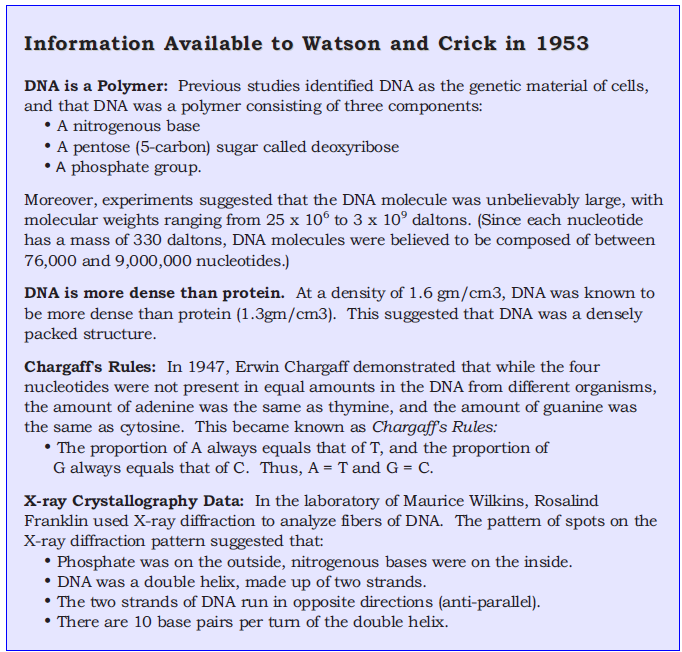 Information Available to Watson and Crick in 1953
DNA is a Polymer: Previous studies identified DNA as the genetic material of cells,
and that DNA was a polymer consisting of three components:
• A nitrogenous base
• A pentose (5-carbon) sugar called deoxyribose
• A phosphate group.
Moreover, experiments suggested that the DNA molecule was unbelievably large, with
molecular weights ranging from 25 x 10⁶ to 3 x 10⁹ daltons. (Since each nucleotide
has a mass of 330 daltons, DNA molecules were believed to be composed of between
76,000 and 9,000,000 nucleotides.)
DNA is more dense than protein. At a density of 1.6 gm/cm3, DNA was known to
be more dense than protein (1.3gm/cm3). This suggested that DNA was a densely
packed structure.
Chargaff's Rules: In 1947, Erwin Chargaff demonstrated that while the four
nucleotides were not present in equal amounts in the DNA from different organisms,
the amount of adenine was the same as thymine, and the amount of guanine was
the same as cytosine. This became known as Chargaff's Rules:
• The proportion of A always equals that of T, and the proportion of
G always equals that of C. Thus, A = T and G = C.
X-ray Crystallography Data: In the laboratory of Maurice Wilkins, Rosalind
Franklin used X-ray diffraction to analyze fibers of DNA. The pattern of spots on the
X-ray diffraction pattern suggested that:
• Phosphate was on the outside, nitrogenous bases were on the inside.
• DNA was a double helix, made up of two strands.
• The two strands of DNA run in opposite directions (anti-parallel).
• There are 10 base pairs per turn of the double helix.